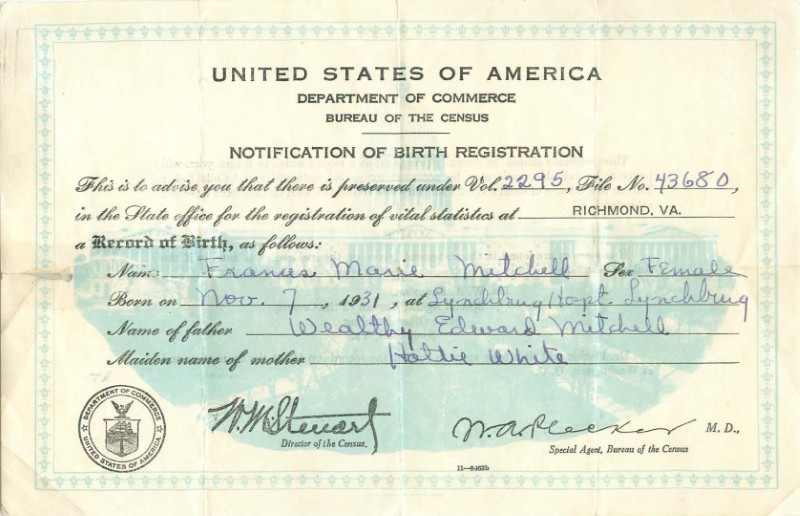 UNITED STATES OF AMERICA
DEPARTMENT OF COMMERCE
BUREAU OF THE CENSUS
NOTIFICATION OF BIRTH REGISTRATION
This is to advise you that there is preserved under Vol. 2295, File No. 43680,
in the State office for the registration of vital statistics at RICHMOND, VA.
a Record of Birth, as follows:
Name Frances Marie Mitchell Sex Female
Born on Nov. 7, 1931, at Lynchbrug Hospt. Lynchbrug
Name of father Wealthy Edward Mitchell
Maiden name of mother Hattie White
DEPARTMENT OF COMMERCE
UNITED STATES OF AMERICA
W. M. Steuart
Director of the Census.
W. A. Plecker M. D.,
Special Agent, Bureau of the Census